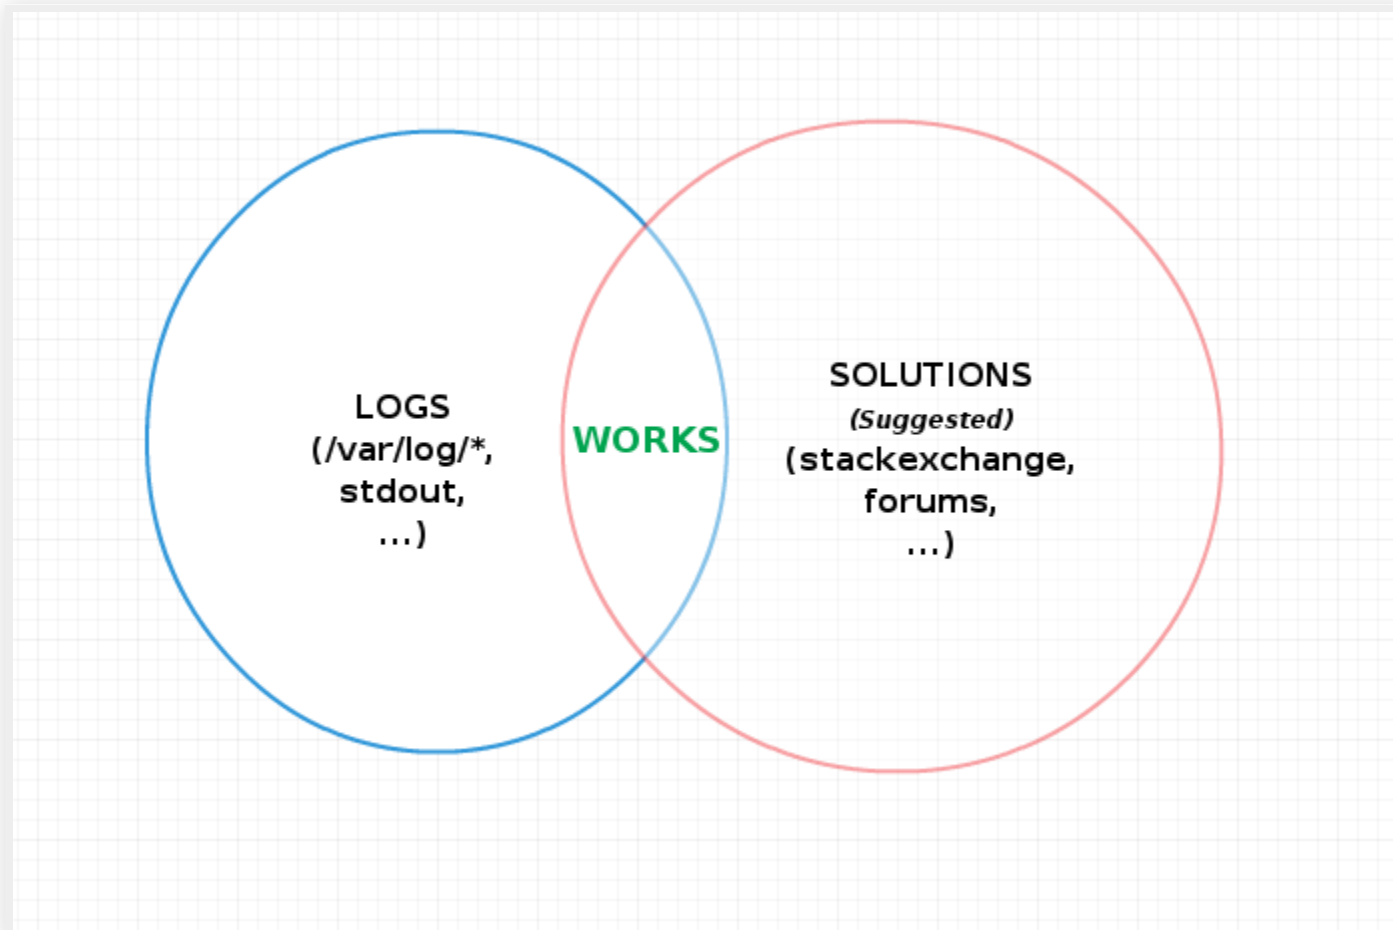 LOGS
(/var/log/*,
stdout,
...)
WORKS
SOLUTIONS
(Suggested)
(stackexchange,
forums,
...)